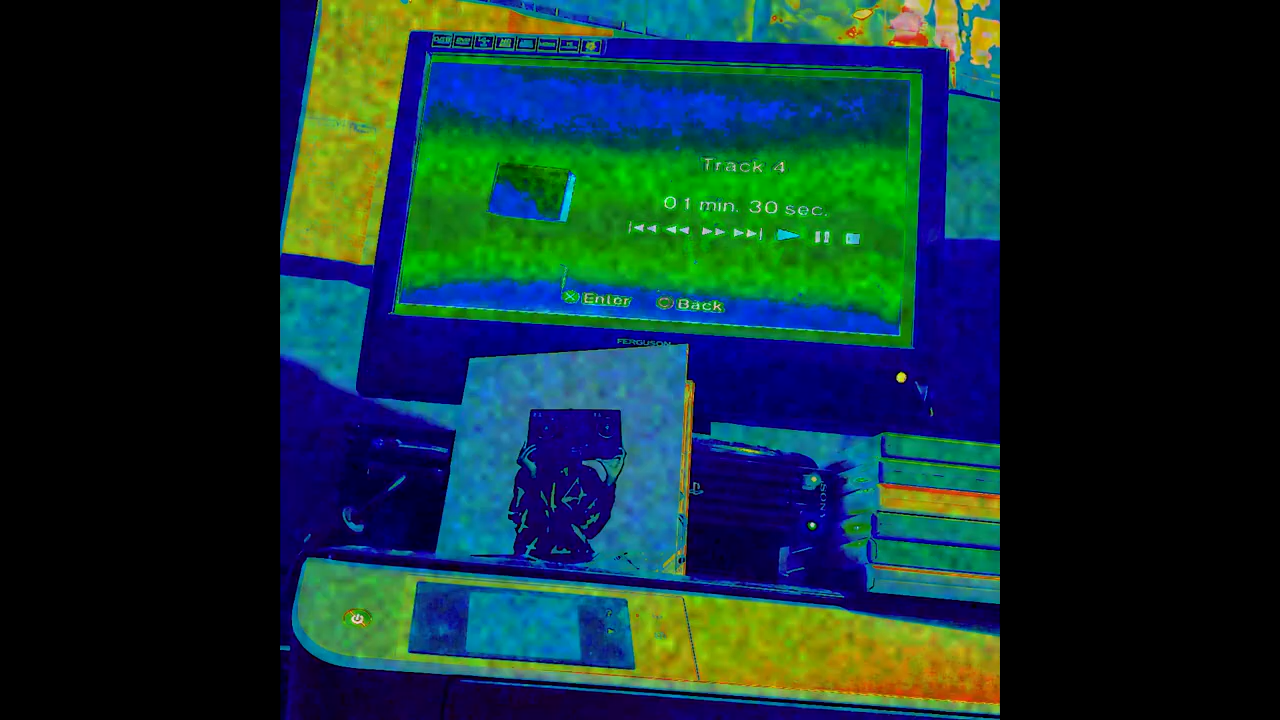 Track 4
01 min. 30 sec.
Enter
Back
FERGUSON
SONY